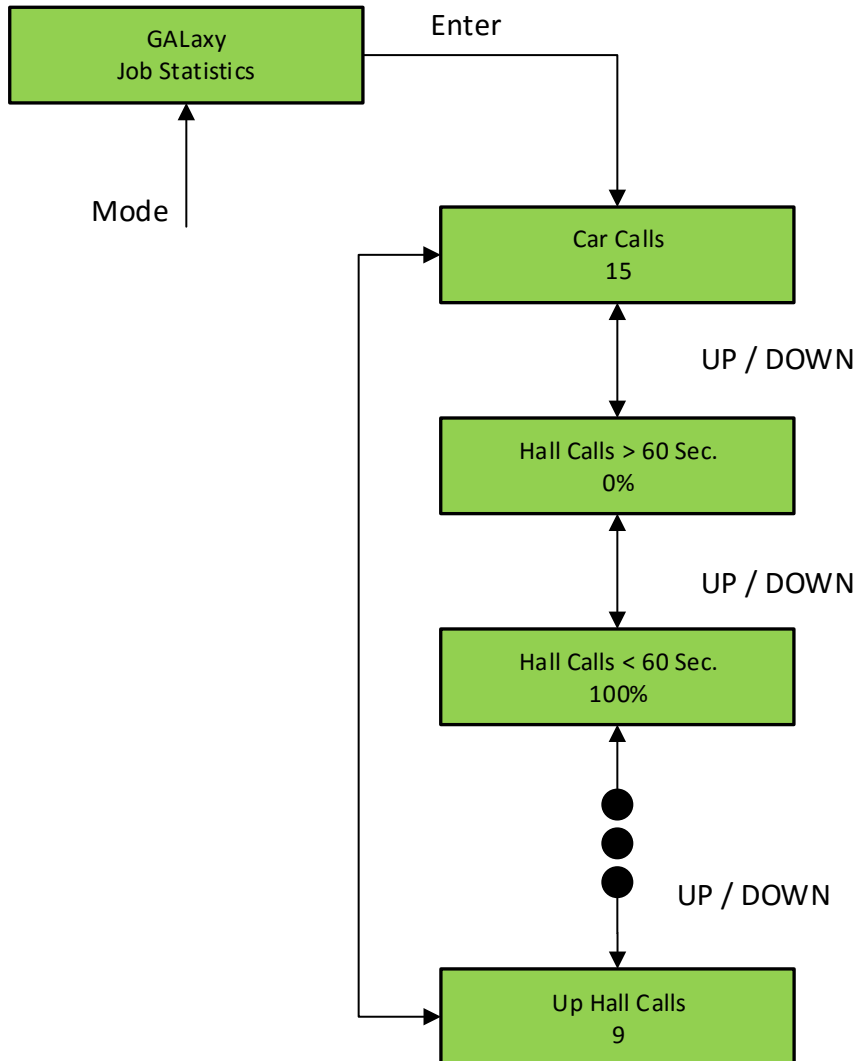 GALaxy
Job Statistics
Enter
Mode
Car Calls
15
UP / DOWN
Hall Calls > 60 Sec.
0%
UP / DOWN
Hall Calls < 60 Sec.
100%
UP / DOWN
Up Hall Calls
9